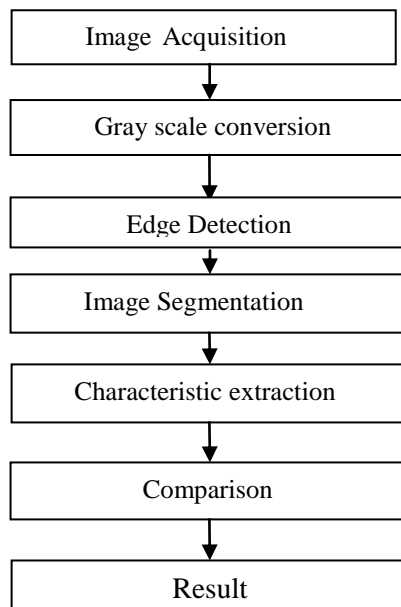 Image Acquisition
Gray scale conversion
Edge Detection
Image Segmentation
Characteristic extraction
Comparison
Result